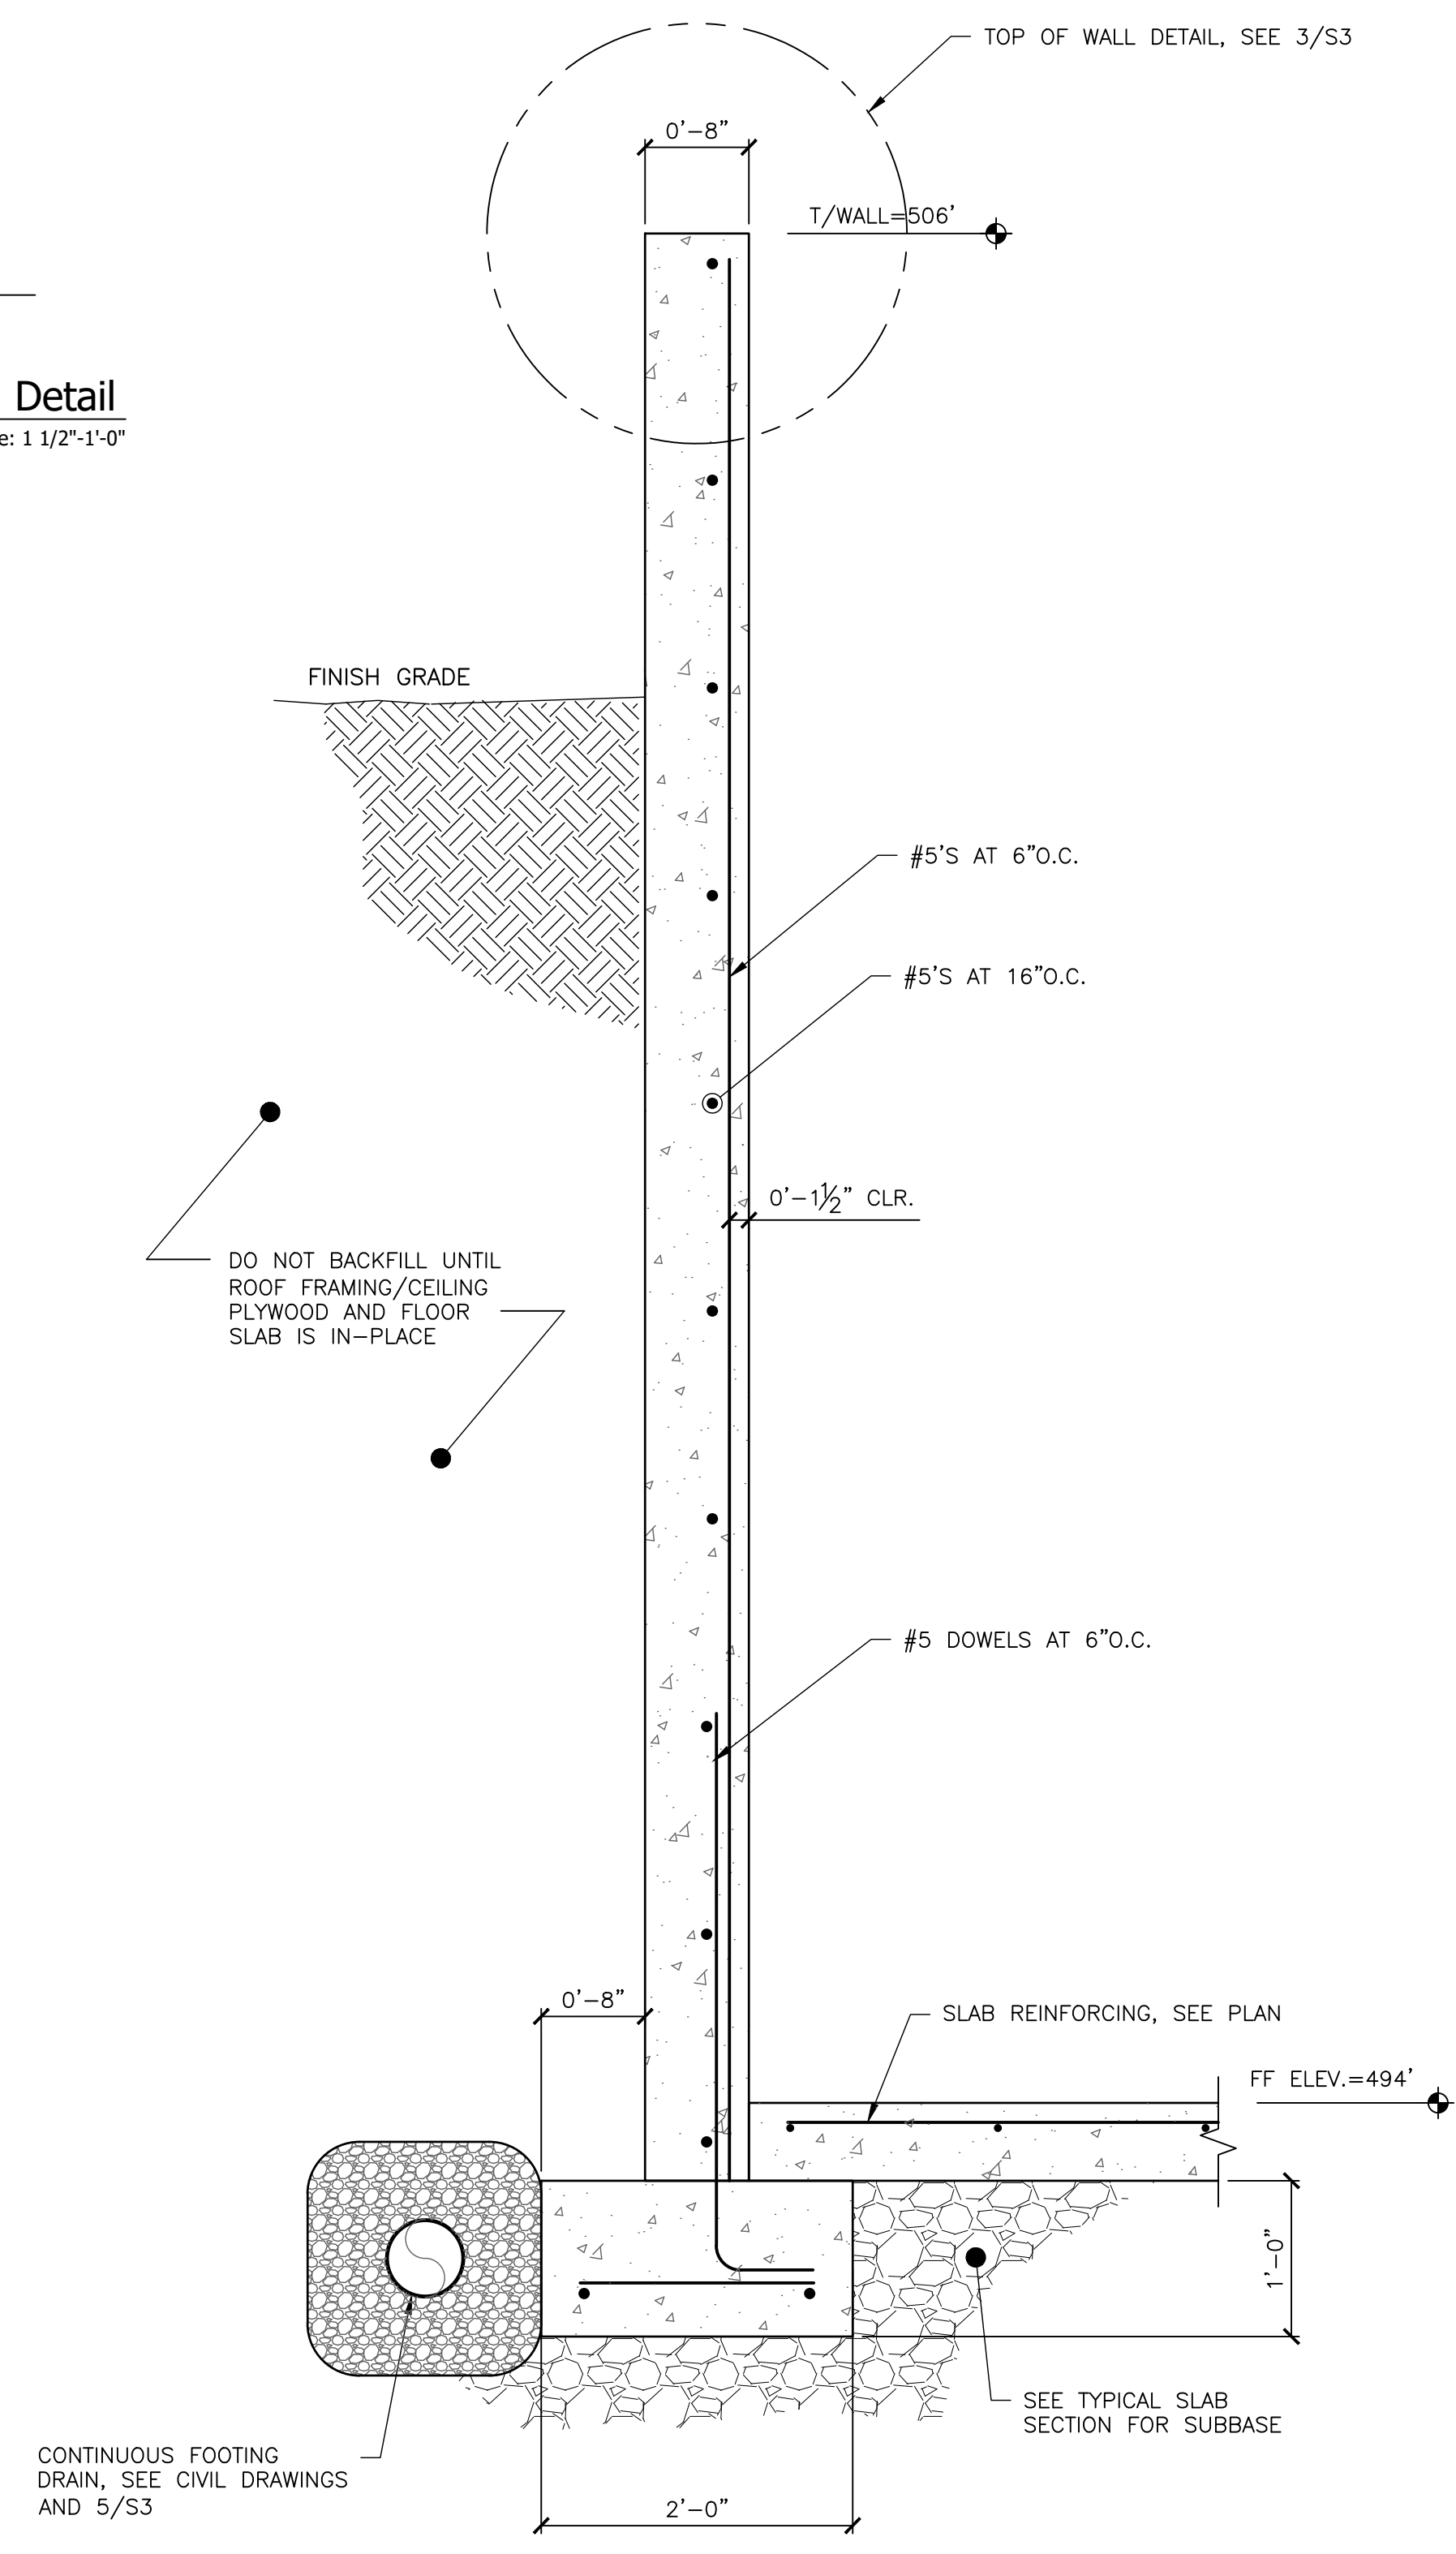 TOP OF WALL DETAIL, SEE 3/S3
0'-8"
T/WALL=506'
Detail
e: 1 1/2"-1'-0"
FINISH GRADE
#5'S AT 6"O.C.
#5'S AT 16"O.C.
0'-1½" CLR.
DO NOT BACKFILL UNTIL
ROOF FRAMING/CEILING
PLYWOOD AND FLOOR
SLAB IS IN-PLACE
#5 DOWELS AT 6"O.C.
0'-8"
SLAB REINFORCING, SEE PLAN
FF ELEV.=494'
1'-0"
SEE TYPICAL SLAB
SECTION FOR SUBBASE
CONTINUOUS FOOTING
DRAIN, SEE CIVIL DRAWINGS
AND 5/S3
2'-0"